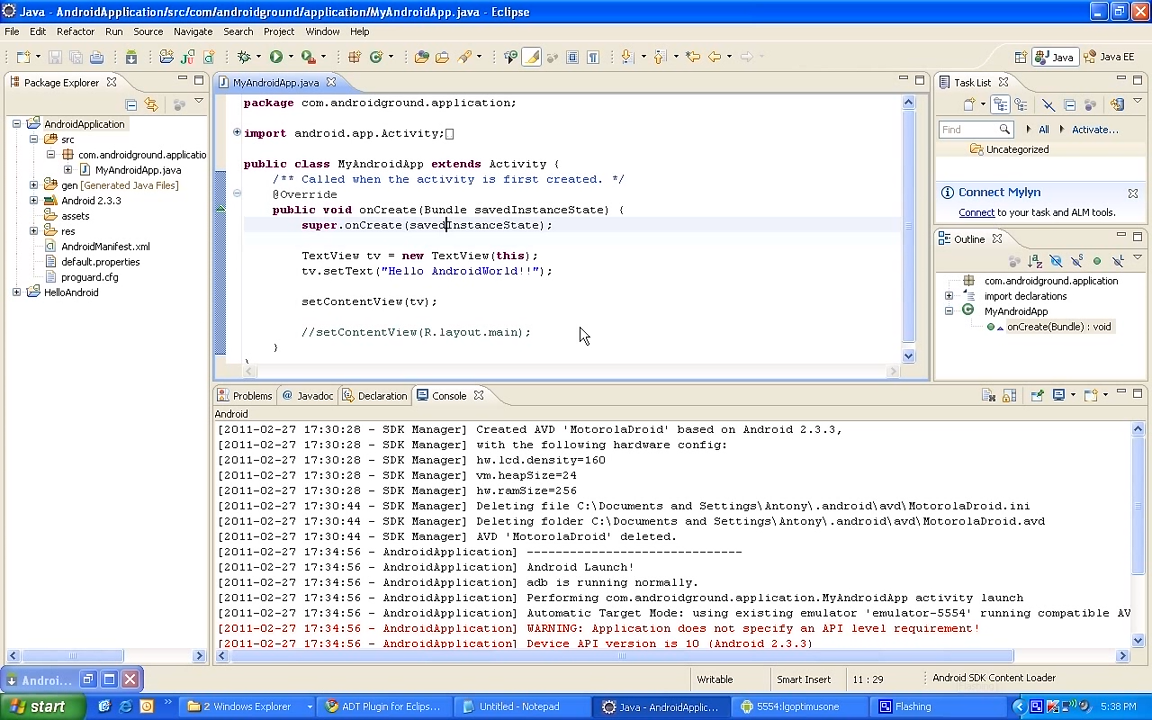 Java - AndroidApplication/src/com/androidground/application/MyAndroidApp.java - Eclipse
File Edit Refactor Run Source Navigate Search Project Window Help
Java Java EE
Package Explorer
AndroidApplication
src
com.androidground.applicatio
MyAndroidApp.java
gen [Generated Java Files]
Android 2.3.3
assets
res
AndroidManifest.xml
default.properties
proguard.cfg
HelloAndroid
MyAndroidApp.java
package com.androidground.application;
import android.app.Activity;
public class MyAndroidApp extends Activity {
/** Called when the activity is first created. */
@Override
public void onCreate(Bundle savedInstanceState) {
super.onCreate(savedInstanceState);
TextView tv = new TextView(this);
tv.setText("Hello AndroidWorld!!");
setContentView(tv);
//setContentView(R.layout.main);
}
Task List
Find All Activate...
Uncategorized
Connect Mylyn
Connect to your task and ALM tools.
Outline
com.androidground.application
import declarations
MyAndroidApp
onCreate(Bundle) : void
Problems @ Javadoc Declaration Console
Android
[2011-02-27 17:30:28 - SDK Manager] Created AVD 'MotorolaDroid' based on Android 2.3.3,
[2011-02-27 17:30:28 - SDK Manager] with the following hardware config:
[2011-02-27 17:30:28 - SDK Manager] hw.lcd.density=160
[2011-02-27 17:30:28 - SDK Manager] vm.heapSize=24
[2011-02-27 17:30:28 - SDK Manager] hw.ramSize=256
[2011-02-27 17:30:44 - SDK Manager] Deleting file C:\Documents and Settings\Antony\.android\avd\MotorolaDroid.ini
[2011-02-27 17:30:44 - SDK Manager] Deleting folder C:\Documents and Settings\Antony\.android\avd\MotorolaDroid.avd
[2011-02-27 17:30:44 - SDK Manager] AVD 'MotorolaDroid' deleted.
[2011-02-27 17:34:56 - AndroidApplication] ------------------------------
[2011-02-27 17:34:56 - AndroidApplication] Android Launch!
[2011-02-27 17:34:56 - AndroidApplication] adb is running normally.
[2011-02-27 17:34:56 - AndroidApplication] Performing com.androidground.application.MyAndroidApp activity launch
[2011-02-27 17:34:56 - AndroidApplication] Automatic Target Mode: using existing emulator 'emulator-5554' running compatible AV
[2011-02-27 17:34:56 - AndroidApplication] WARNING: Application does not specify an API level requirement!
[2011-02-27 17:34:56 - AndroidApplication] Device API version is 10 (Android 2.3.3)
Androi...
Writable Smart Insert 11 : 29 Android SDK Content Loader
start 2 Windows Explorer ADT Plugin for Eclips... Untitled - Notepad Java - AndroidApplic... 5554:lgoptimusone Flashing 5:38 PM